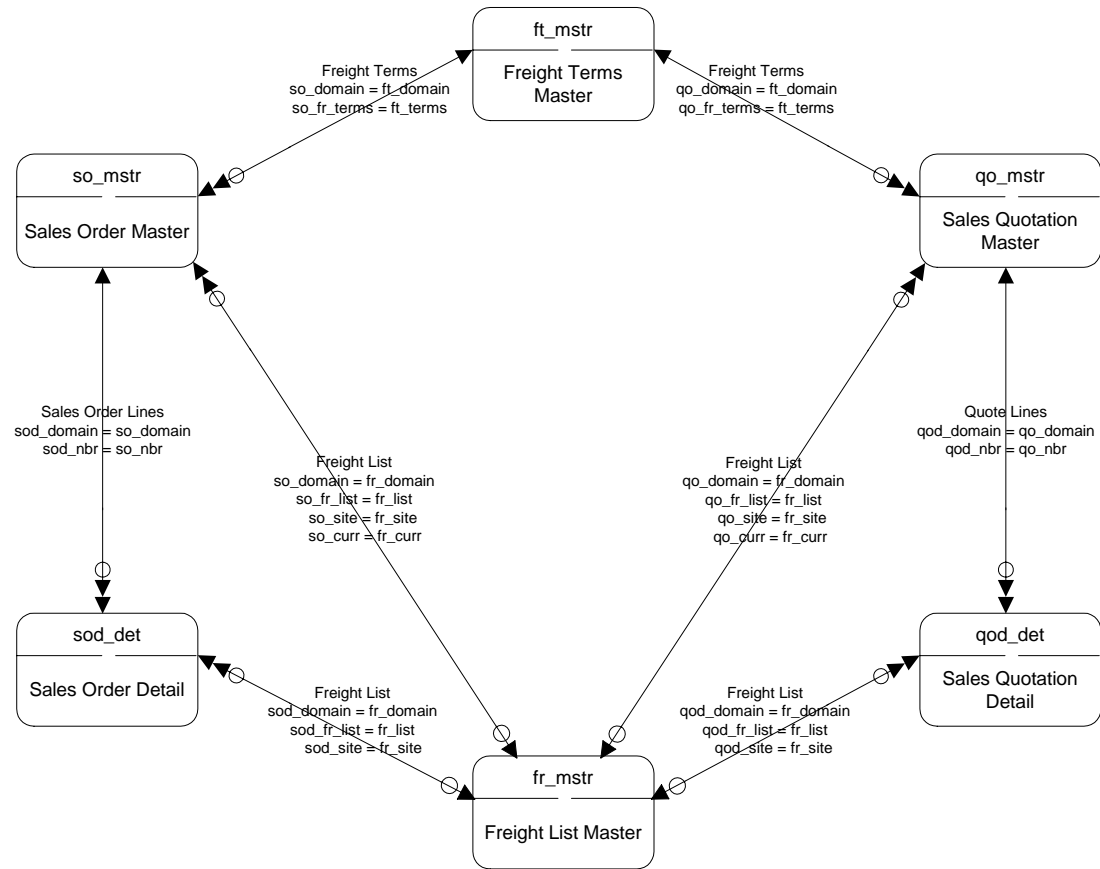 ft_mstr
Freight Terms
Master
Freight Terms
so_domain = ft_domain
so_fr_terms = ft_terms
Freight Terms
qo_domain = ft_domain
qo_fr_terms = ft_terms
so_mstr
Sales Order Master
qo_mstr
Sales Quotation
Master
Sales Order Lines
sod_domain = so_domain
sod_nbr = so_nbr
Quote Lines
qod_domain = qo_domain
qod_nbr = qo_nbr
Freight List
so_domain = fr_domain
so_fr_list = fr_list
so_site = fr_site
so_curr = fr_curr
Freight List
qo_domain = fr_domain
qo_fr_list = fr_list
qo_site = fr_site
qo_curr = fr_curr
sod_det
Sales Order Detail
qod_det
Sales Quotation
Detail
Freight List
sod_domain = fr_domain
sod_fr_list = fr_list
sod_site = fr_site
Freight List
qod_domain = fr_domain
qod_fr_list = fr_list
qod_site = fr_site
fr_mstr
Freight List Master